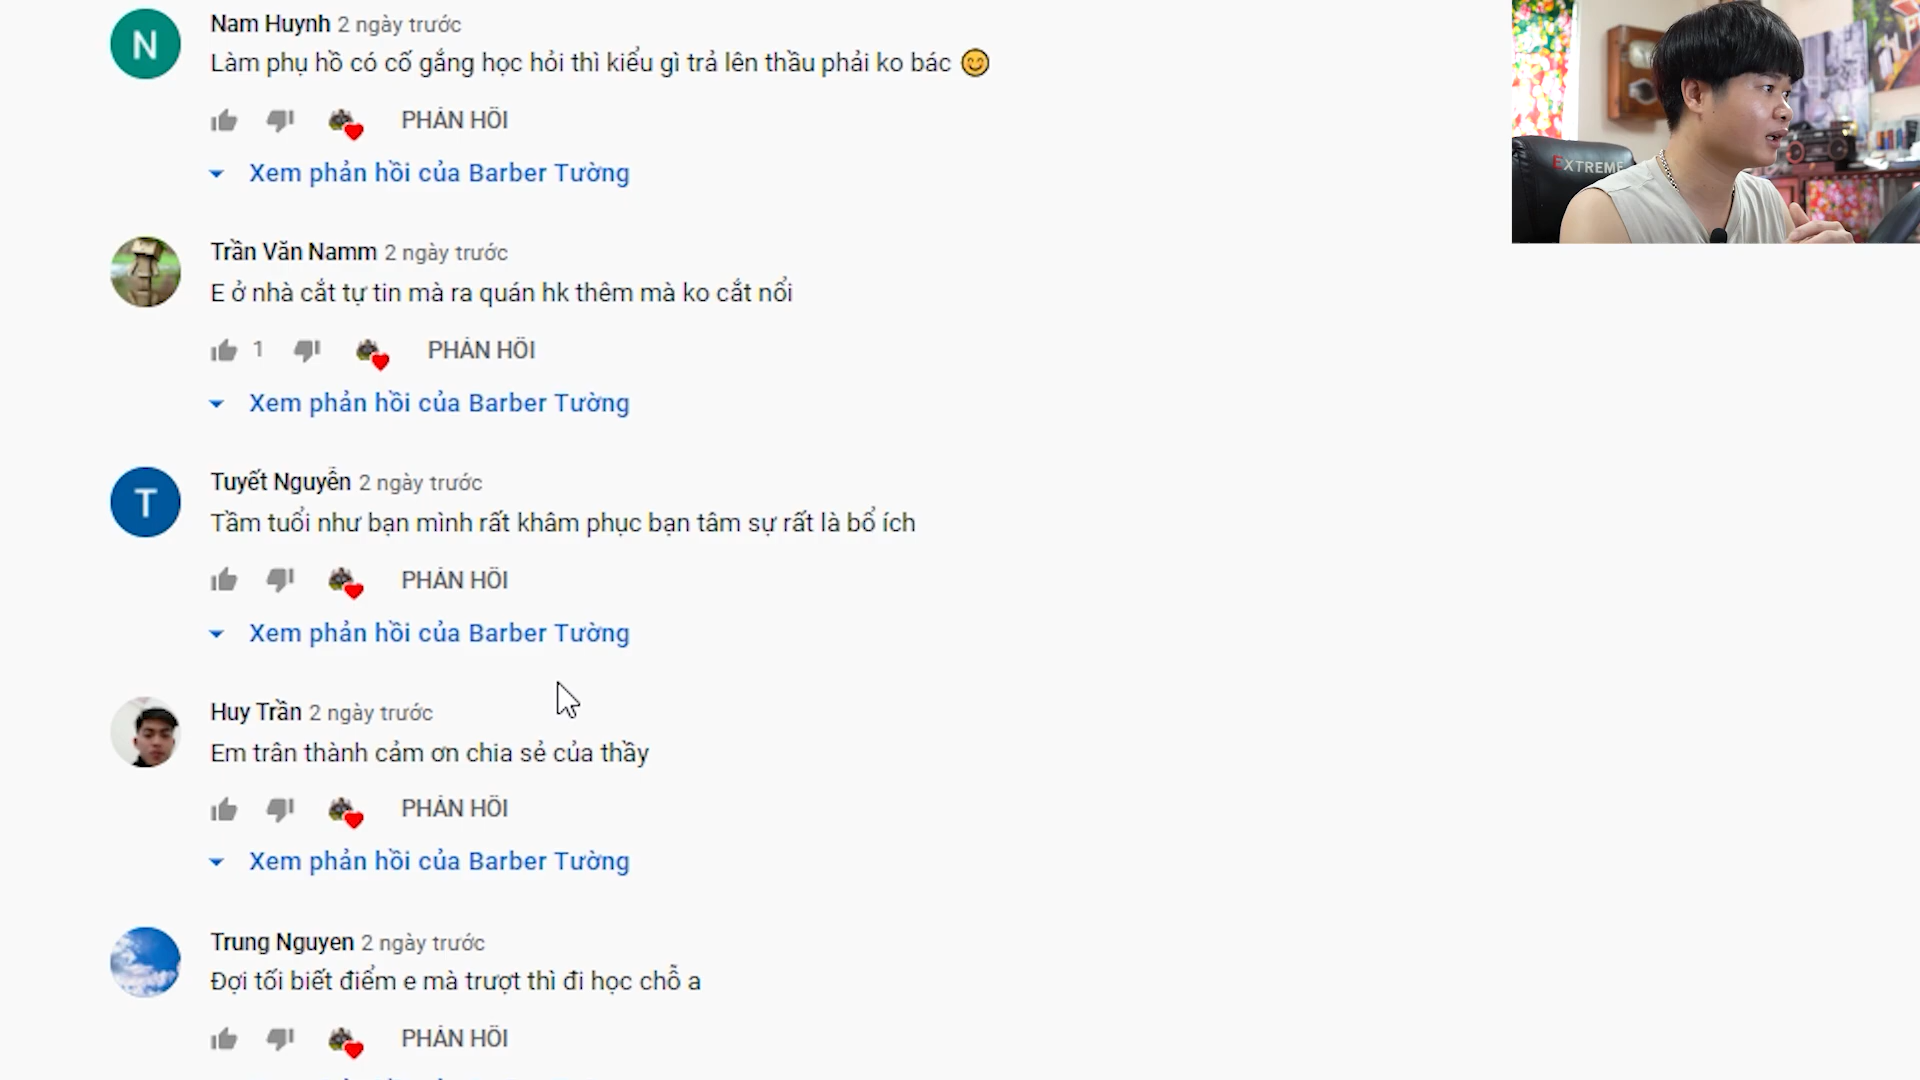 N
Nam Huynh 2 ngày trước
Làm phụ hồ có cố gắng học hỏi thì kiểu gì trả lên thầu phải ko bác
PHẢN HỒI
Xem phản hồi của Barber Tường
Trần Văn Namm 2 ngày trước
E ở nhà cắt tự tin mà ra quán hk thêm mà ko cắt nổi
1 PHẢN HỒI
Xem phản hồi của Barber Tường
T
Tuyết Nguyễn 2 ngày trước
Tầm tuổi như bạn mình rất khâm phục bạn tâm sự rất là bổ ích
PHẢN HỒI
Xem phản hồi của Barber Tường
Huy Trần 2 ngày trước
Em trân thành cảm ơn chia sẻ của thầy
PHẢN HỒI
Xem phản hồi của Barber Tường
Trung Nguyen 2 ngày trước
Đợi tối biết điểm e mà trượt thì đi học chỗ a
PHẢN HỒI
EXTREME